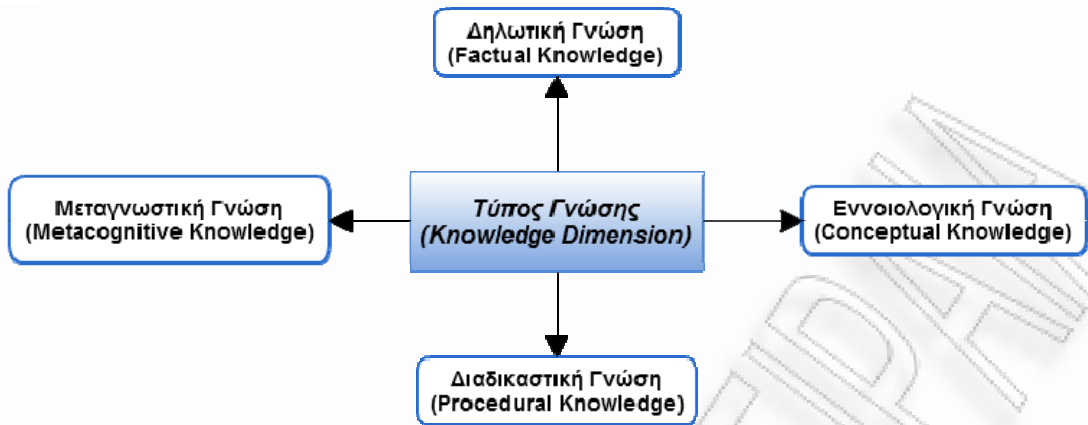 Δηλωτική Γνώση
(Factual Knowledge)
Μεταγνωστική Γνώση
(Metacognitive Knowledge)
Τύπος Γνώσης
(Knowledge Dimension)
Εννοιολογική Γνώση
(Conceptual Knowledge)
Διαδικαστική Γνώση
(Procedural Knowledge)